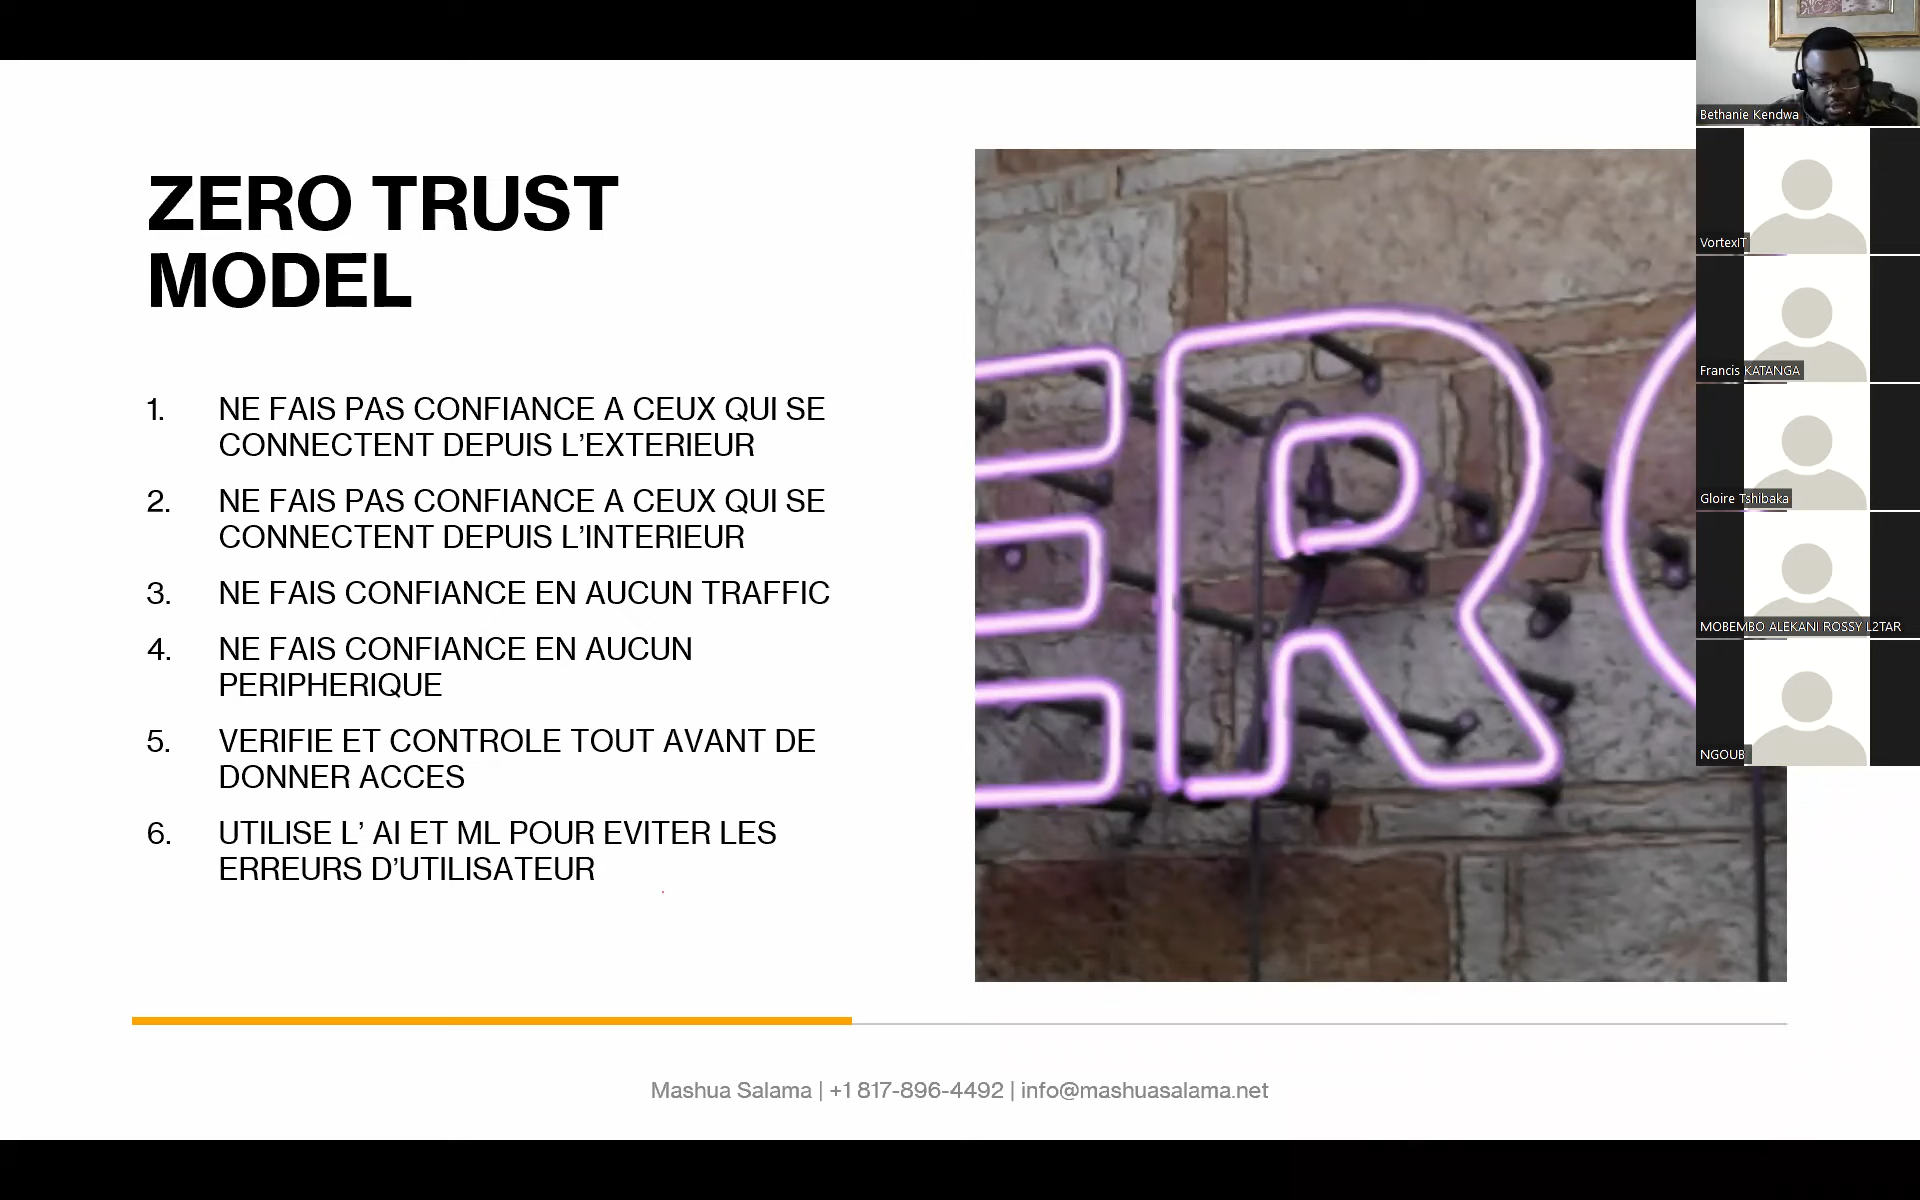 ZERO TRUST
MODEL
1. NE FAIS PAS CONFIANCE A CEUX QUI SE
CONNECTENT DEPUIS L’EXTERIEUR
2. NE FAIS PAS CONFIANCE A CEUX QUI SE
CONNECTENT DEPUIS L’INTERIEUR
3. NE FAIS CONFIANCE EN AUCUN TRAFFIC
4. NE FAIS CONFIANCE EN AUCUN
PERIPHERIQUE
5. VERIFIE ET CONTROLE TOUT AVANT DE
DONNER ACCES
6. UTILISE L’ AI ET ML POUR EVITER LES
ERREURS D’UTILISATEUR
ERO
Mashua Salama | +1 817-896-4492 | info@mashuasalama.net
Bethanie Kendwa
VortexIT
Francis KATANGA
Gloire Tshibaka
MOBEMBO ALEKANI ROSSY L2TAR
NGOUB